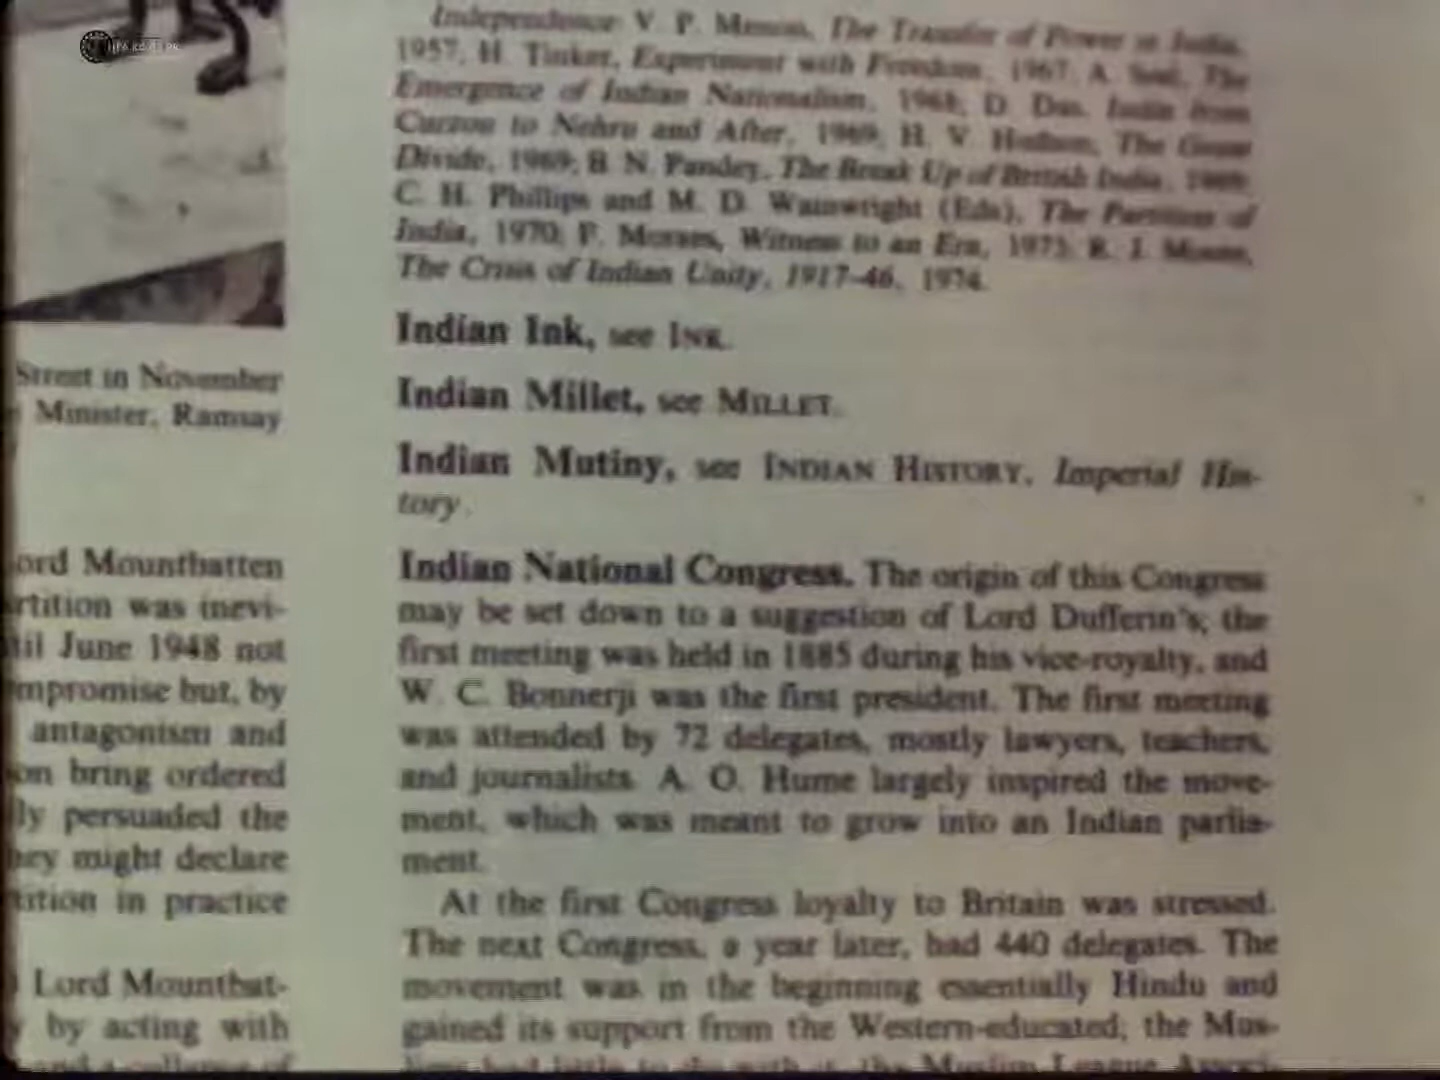 Independence: V. P. Menon, The Transfer of Power in India,
1957; H. Tinker, Experiment with Freedom, 1967; A. Seal, The
Emergence of Indian Nationalism, 1968; D. Das, India from
Curzon to Nehru and After, 1969; H. V. Hodson, The Great
Divide, 1969; B. N. Pandey, The Break Up of British India, 1969;
C. H. Phillips and M. D. Wainwright (Eds), The Partition of
India, 1970; F. Moraes, Witness to an Era, 1973; R. J. Moore,
The Crisis of Indian Unity, 1917-46, 1974.
Indian Ink, see INK.
Indian Millet, see MILLET.
Indian Mutiny, see INDIAN HISTORY, Imperial His-
tory.
Indian National Congress. The origin of this Congress
may be set down to a suggestion of Lord Dufferin's; the
first meeting was held in 1885 during his vice-royalty, and
W. C. Bonnerji was the first president. The first meeting
was attended by 72 delegates, mostly lawyers, teachers,
and journalists. A. O. Hume largely inspired the move-
ment, which was meant to grow into an Indian parlia-
ment.
At the first Congress loyalty to Britain was stressed.
The next Congress, a year later, had 440 delegates. The
movement was in the beginning essentially Hindu and
gained its support from the Western-educated; the Mus-
Street in November
Minister, Ramsay
ord Mounthatten
rtition was inevi-
til June 1948 not
mpromise but, by
antagonism and
on bring ordered
ly persuaded the
hey might declare
tition in practice
Lord Mounthat-
y by acting with